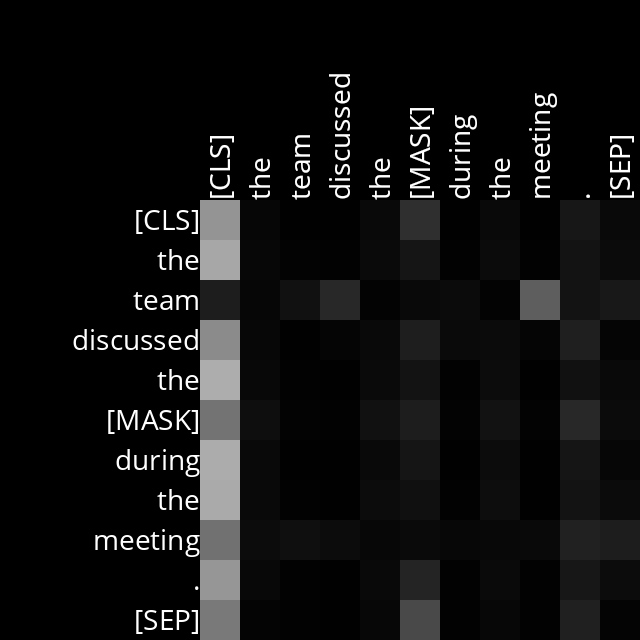 [CLS]
the
team
discussed
the
[MASK]
during
the
meeting
.
[SEP]
[CLS]
the
team
discussed
the
[MASK]
during
the
meeting
.
[SEP]